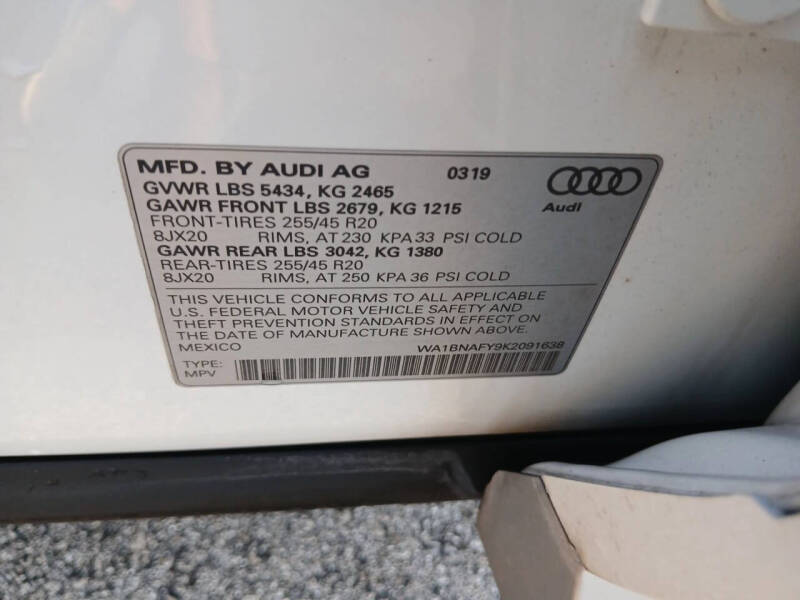 MFD. BY AUDI AG 0319
GVWR LBS 5434, KG 2465
GAWR FRONT LBS 2679, KG 1215
FRONT-TIRES 255/45 R20
8JX20 RIMS, AT 230 KPA 33 PSI COLD
GAWR REAR LBS 3042, KG 1380
REAR-TIRES 255/45 R20
8JX20 RIMS, AT 250 KPA 36 PSI COLD
Audi
THIS VEHICLE CONFORMS TO ALL APPLICABLE
U.S. FEDERAL MOTOR VEHICLE SAFETY AND
THEFT PREVENTION STANDARDS IN EFFECT ON
THE DATE OF MANUFACTURE SHOWN ABOVE.
MEXICO WA1BNAFY9K2091638
TYPE:
MPV